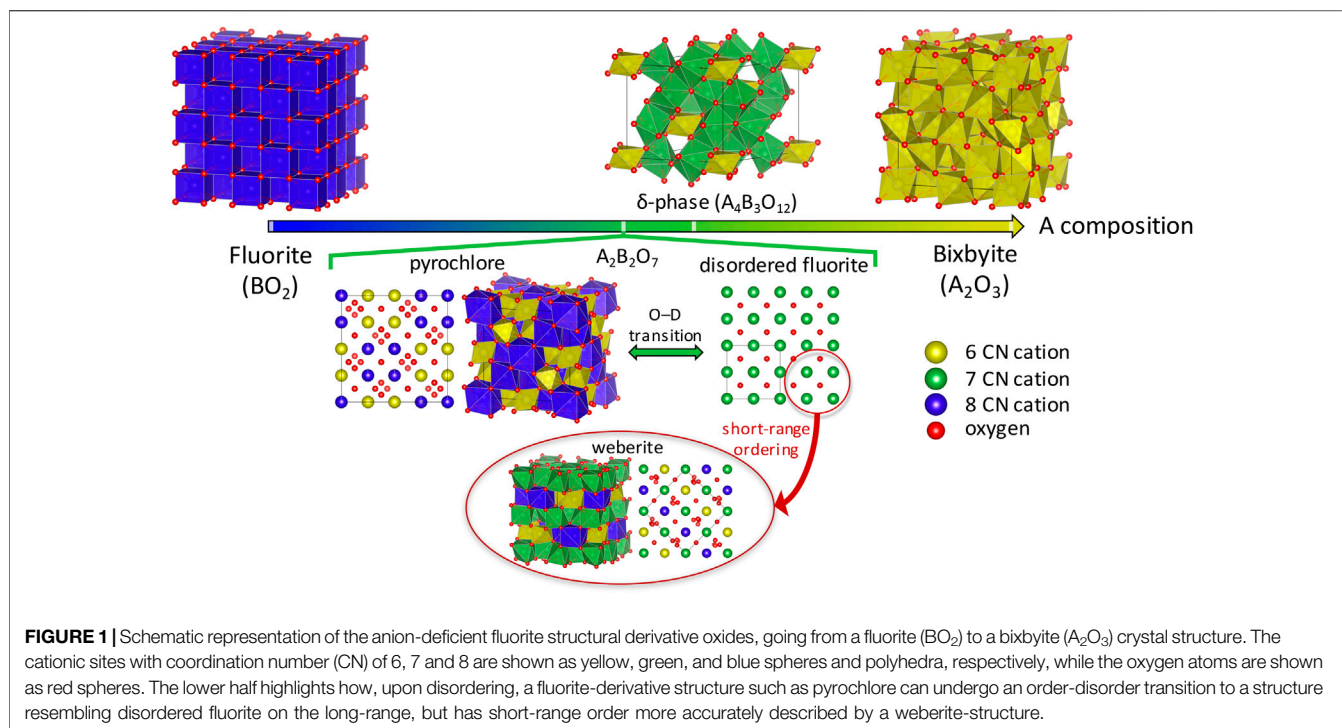 δ-phase (A₄B₃O₁₂)
A composition
Fluorite
(BO₂)
pyrochlore
A₂B₂O₇
disordered fluorite
Bixbyite
(A₂O₃)
O–D
transition
6 CN cation
7 CN cation
8 CN cation
oxygen
short-range
ordering
weberite
FIGURE 1 | Schematic representation of the anion-deficient fluorite structural derivative oxides, going from a fluorite (BO₂) to a bixbyite (A₂O₃) crystal structure. The
cationic sites with coordination number (CN) of 6, 7 and 8 are shown as yellow, green, and blue spheres and polyhedra, respectively, while the oxygen atoms are shown
as red spheres. The lower half highlights how, upon disordering, a fluorite-derivative structure such as pyrochlore can undergo an order-disorder transition to a structure
resembling disordered fluorite on the long-range, but has short-range order more accurately described by a weberite-structure.